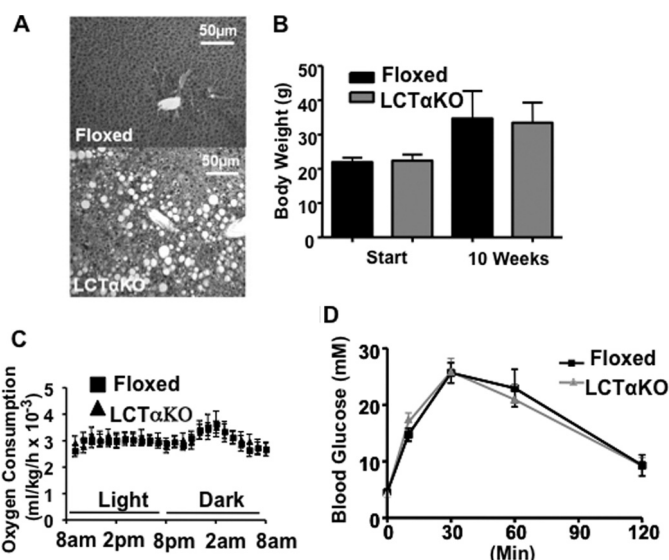 A
50μm
Floxed
50μm
LCTαKO
B
Body Weight (g)
50
40
30
20
10
0
Floxed
LCTαKO
Start 10 Weeks
C
Oxygen Consumption
(ml/kg/h x 10⁻³)
5
4
3
2
1
0
Floxed
LCTαKO
Light Dark
8am 2pm 8pm 2am 8am
D
Blood Glucose (mM)
30
20
10
0
Floxed
LCTαKO
0 30 60 90 120
(Min)